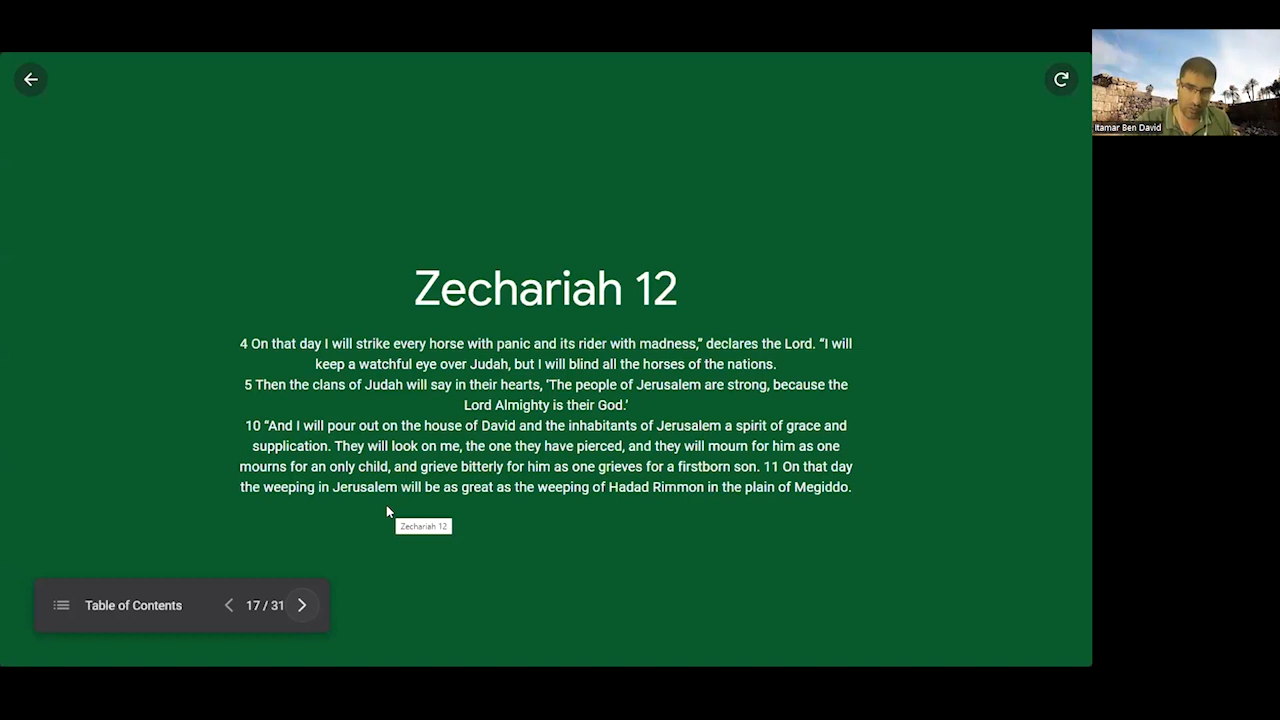 Itamar Ben David
Zechariah 12
4 On that day I will strike every horse with panic and its rider with madness,” declares the Lord. “I will
keep a watchful eye over Judah, but I will blind all the horses of the nations.
5 Then the clans of Judah will say in their hearts, ‘The people of Jerusalem are strong, because the
Lord Almighty is their God.’
10 “And I will pour out on the house of David and the inhabitants of Jerusalem a spirit of grace and
supplication. They will look on me, the one they have pierced, and they will mourn for him as one
mourns for an only child, and grieve bitterly for him as one grieves for a firstborn son. 11 On that day
the weeping in Jerusalem will be as great as the weeping of Hadad Rimmon in the plain of Megiddo.
Zechariah 12
Table of Contents 17 / 31